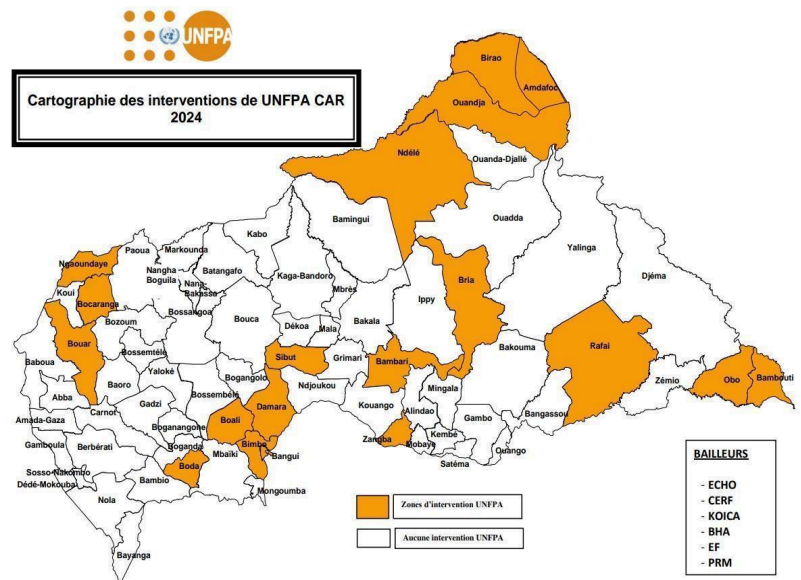 UNFPA
Cartographie des interventions de UNFPA CAR
2024
Birao
Amdafoc
Ouandja
Ndélé
Ouanda-Djallé
Ouadda
Bamingui
Kabo
Yalinga
Djéma
Paoua
Markounda
Ngaoundaye
Nangha
Boguila
Nana-
Bakassa
Batangafo
Kaga-Bandoro
Mbrès
Ippy
Bria
Koui
Bocaranga
Bozoum
Bossangoa
Bouca
Dékoa
Mala
Bakala
Bouar
Baboua
Bossemtélé
Yaloké
Bogangolo
Sibut
Grimari
Bambari
Bakouma
Rafai
Abba
Baoro
Bossembélé
Ndjoukou
Mingala
Zémio
Obo
Bambouti
Amada-Gaza
Carnot
Gadzi
Damara
Kouango
Alindao
Gambo
Bangassou
Boganangone
Boali
Gamboula
Berbérati
Boganda
Mbaïki
Bimbo
Bangui
Zangba
Mobaye
Kembé
Satéma
Ouango
Sosso-Nakombo
Dédé-Mokouba
Boda
Bambio
Nola
Mongoumba
Bayanga
Zones d'intervention UNFPA
Aucune intervention UNFPA
BAILLEURS
- ECHO
- CERF
- KOICA
- BHA
- EF
- PRM